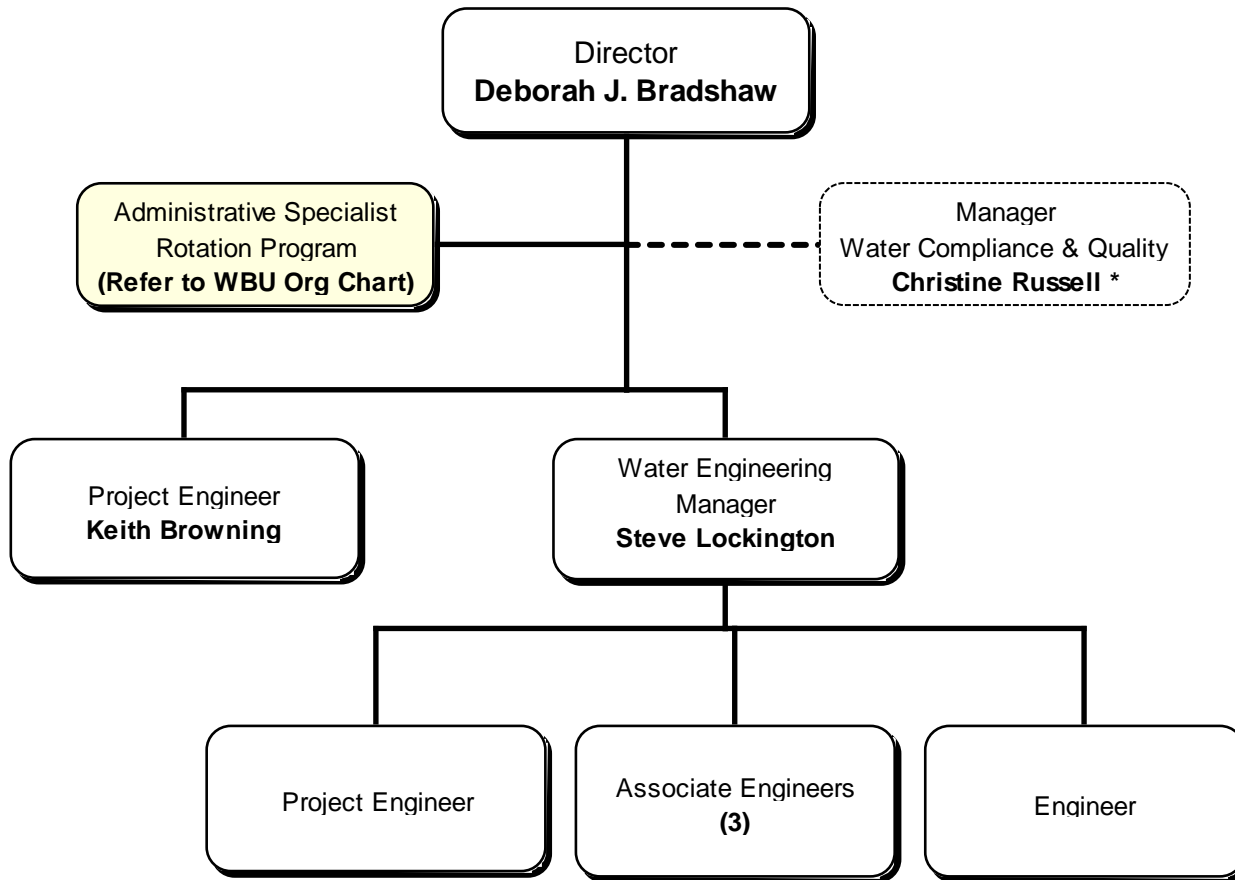 Director
Deborah J. Bradshaw
Administrative Specialist
Rotation Program
(Refer to WBU Org Chart)
Manager
Water Compliance & Quality
Christine Russell *
Project Engineer
Keith Browning
Water Engineering
Manager
Steve Lockington
Project Engineer
Associate Engineers
(3)
Engineer